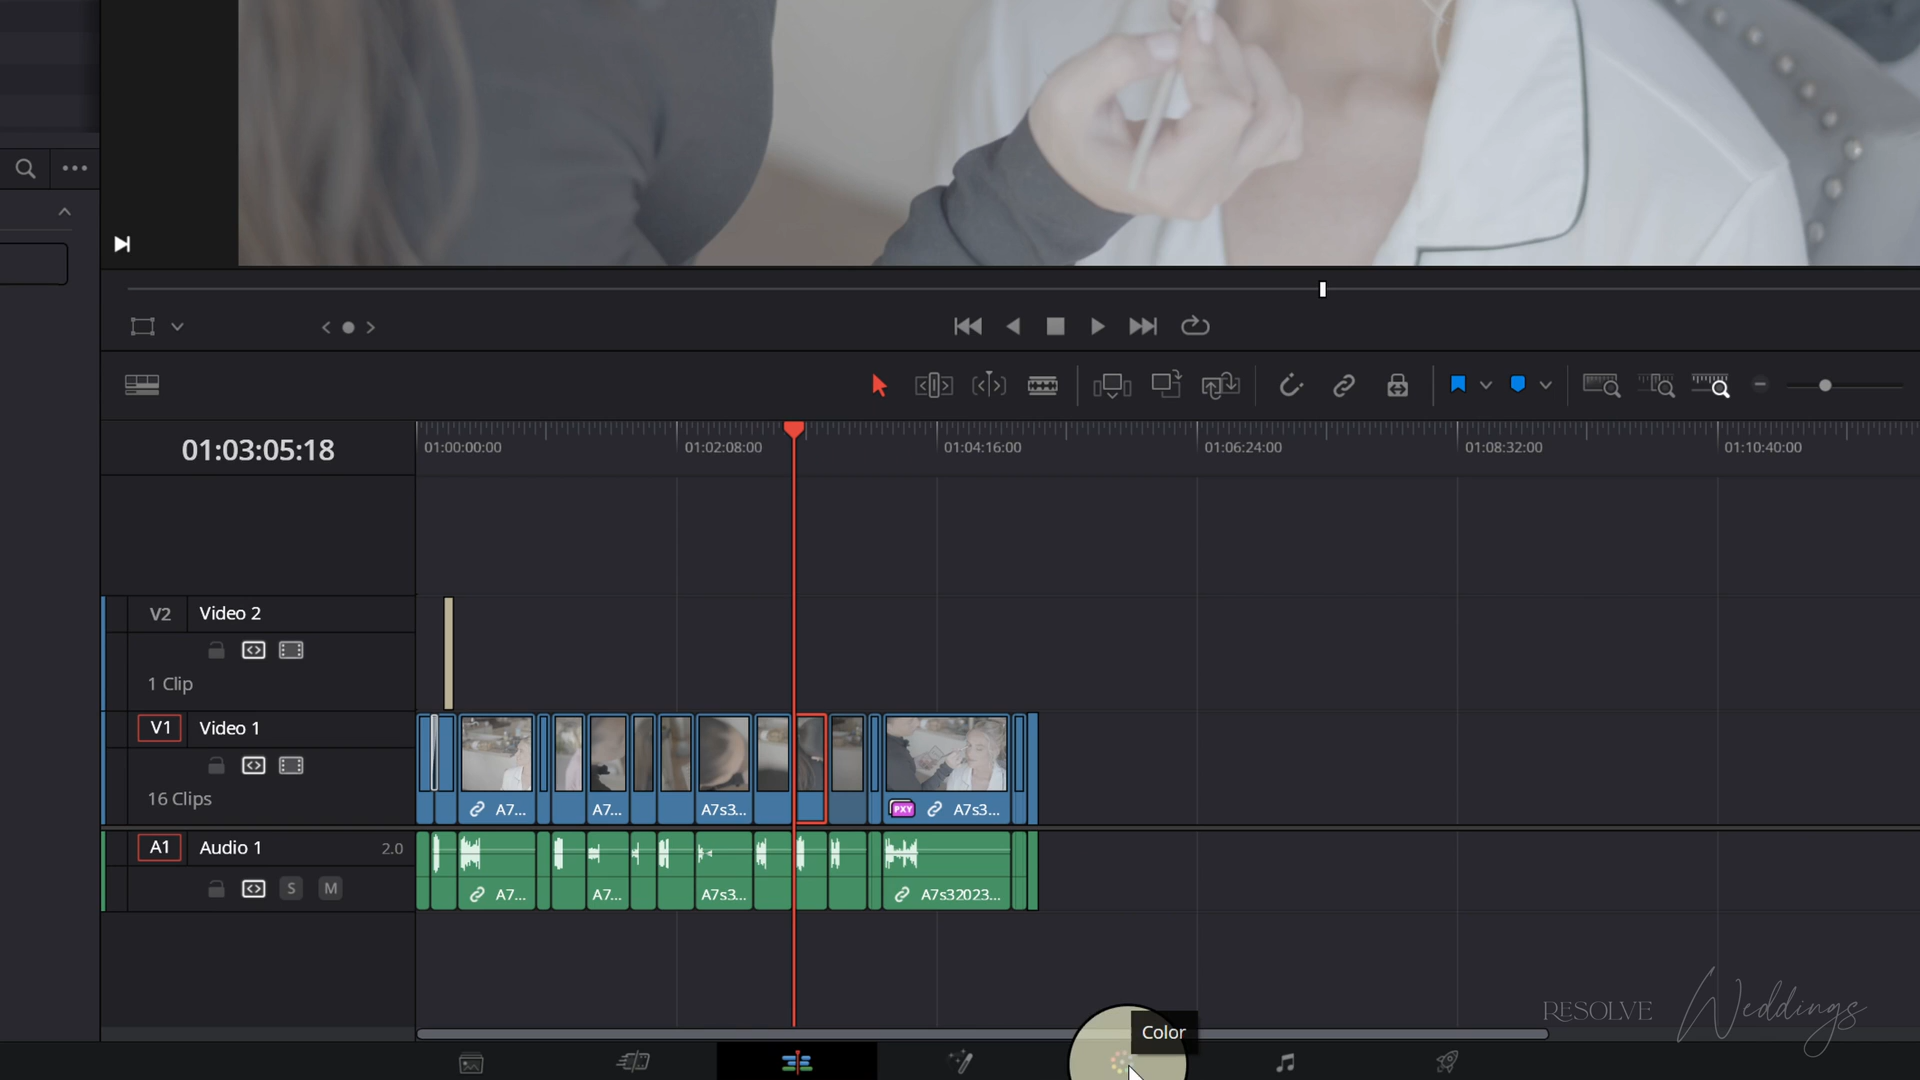 01:03:05:18
01:00:00:00
01:02:08:00
01:04:16:00
01:06:24:00
01:08:32:00
01:10:40:00
V2 Video 2
1 Clip
V1 Video 1
16 Clips
A7...
A7...
A7s3...
PXY
A7s3...
A1 Audio 1 2.0
S M
A7...
A7...
A7s3...
A7s32023...
RESOLVE Weddings
Color